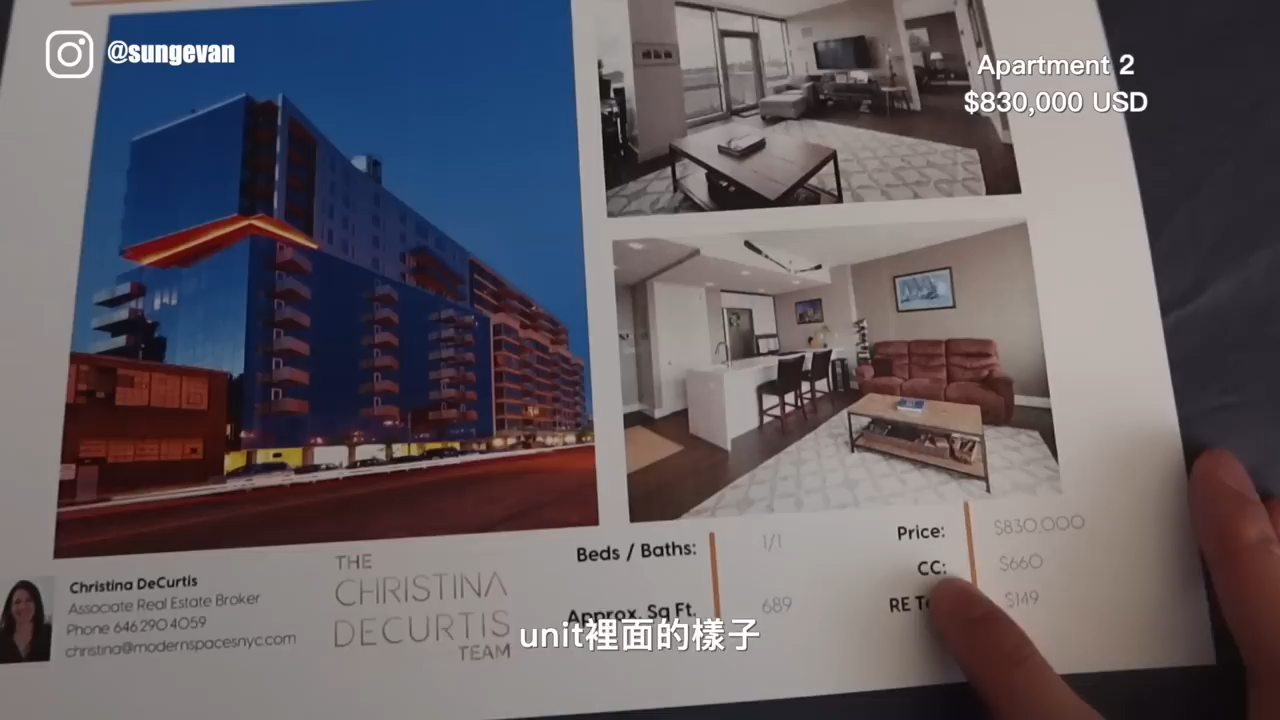 @sungevan
Apartment 2
$830,000 USD
Christina DeCurtis
Associate Real Estate Broker
Phone 646.290.4059
christina@modernspacesnyc.com
THE
CHRISTINA
DECURTIS
TEAM
Beds / Baths: 1/1
Approx. Sq Ft. 689
Price: $830,000
CC: $660
RE $149
unit裡面的樣子